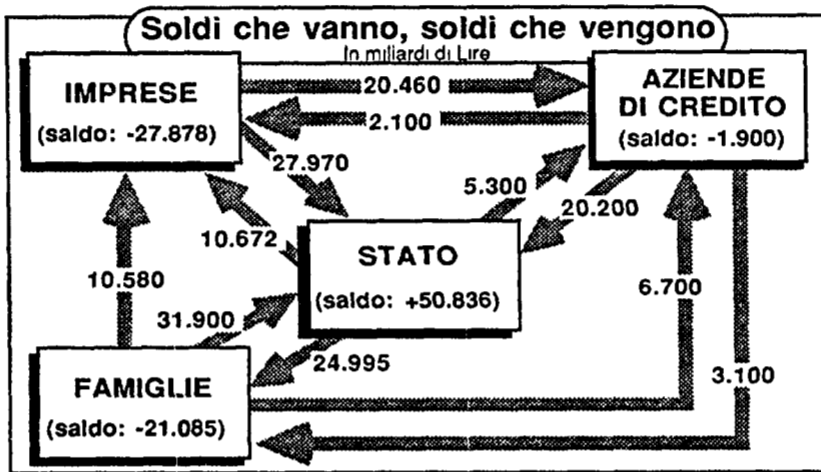 Soldi che vanno, soldi che vengono
In miliardi di Lire
IMPRESE
(saldo: -27.878)
20.460
2.100
AZIENDE
DI CREDITO
(saldo: -1.900)
27.970
5.300
20.200
10.672
STATO
(saldo: +50.836)
10.580
6.700
31.900
24.995
3.100
FAMIGLIE
(saldo: -21.085)